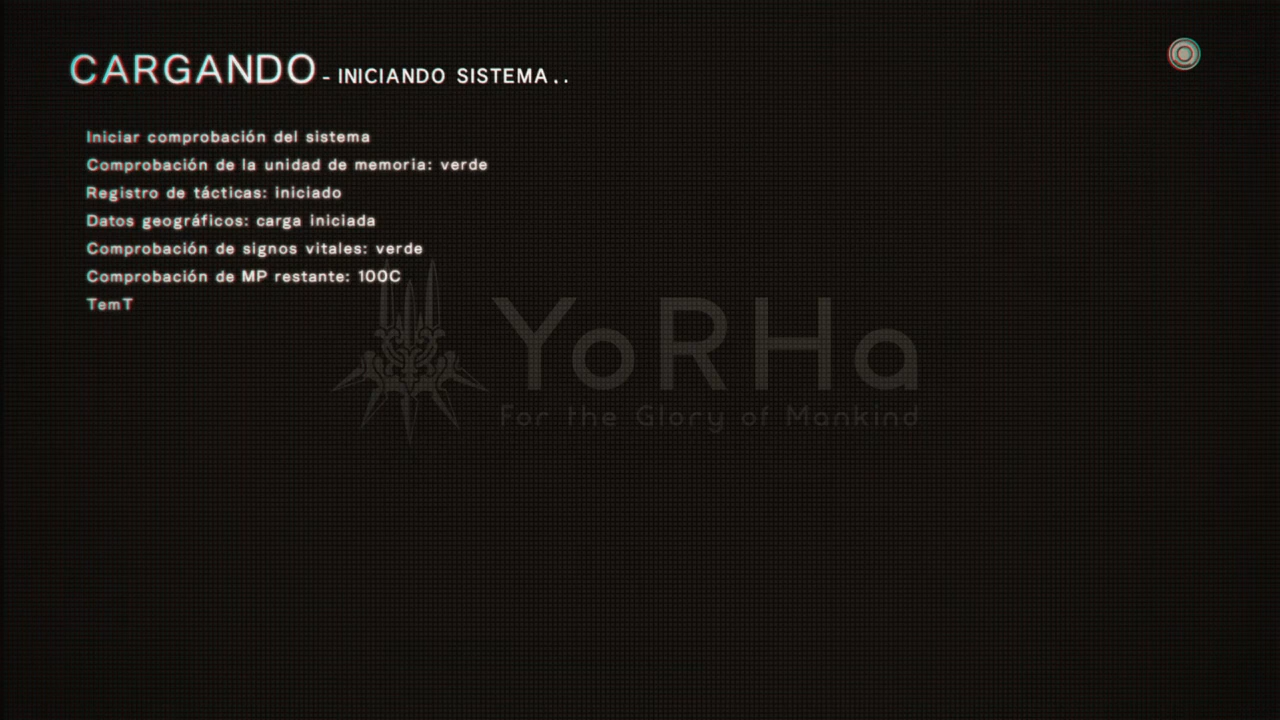 CARGANDO - INICIANDO SISTEMA..
Iniciar comprobación del sistema
Comprobación de la unidad de memoria: verde
Registro de tácticas: iniciado
Datos geográficos: carga iniciada
Comprobación de signos vitales: verde
Comprobación de MP restante: 100C
TemT
YoRHa
For the Glory of Mankind